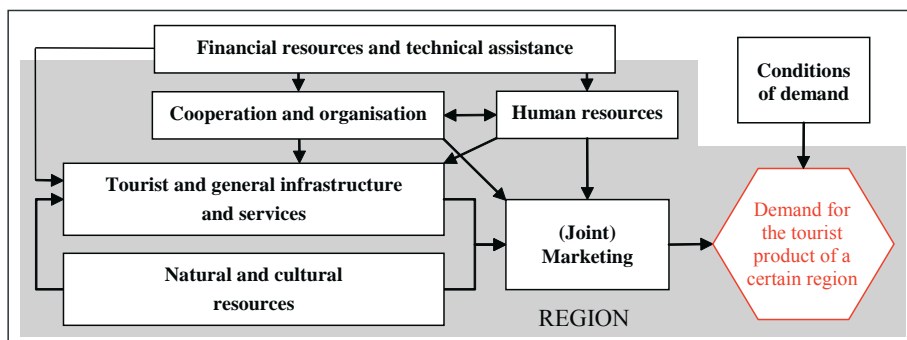 Financial resources and technical assistance
Conditions
of demand
Cooperation and organisation
Human resources
Tourist and general infrastructure
and services
(Joint)
Marketing
Demand for
the tourist
product of a
certain region
Natural and cultural
resources
REGION